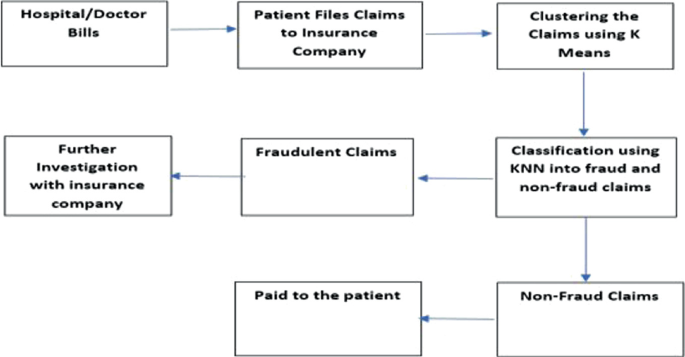 Hospital/Doctor
Bills
Patient Files Claims
to Insurance
Company
Clustering the
Claims using K
Means
Further
Investigation
with insurance
company
Fraudulent Claims
Classification using
KNN into fraud and
non-fraud claims
Paid to the patient
Non-Fraud Claims